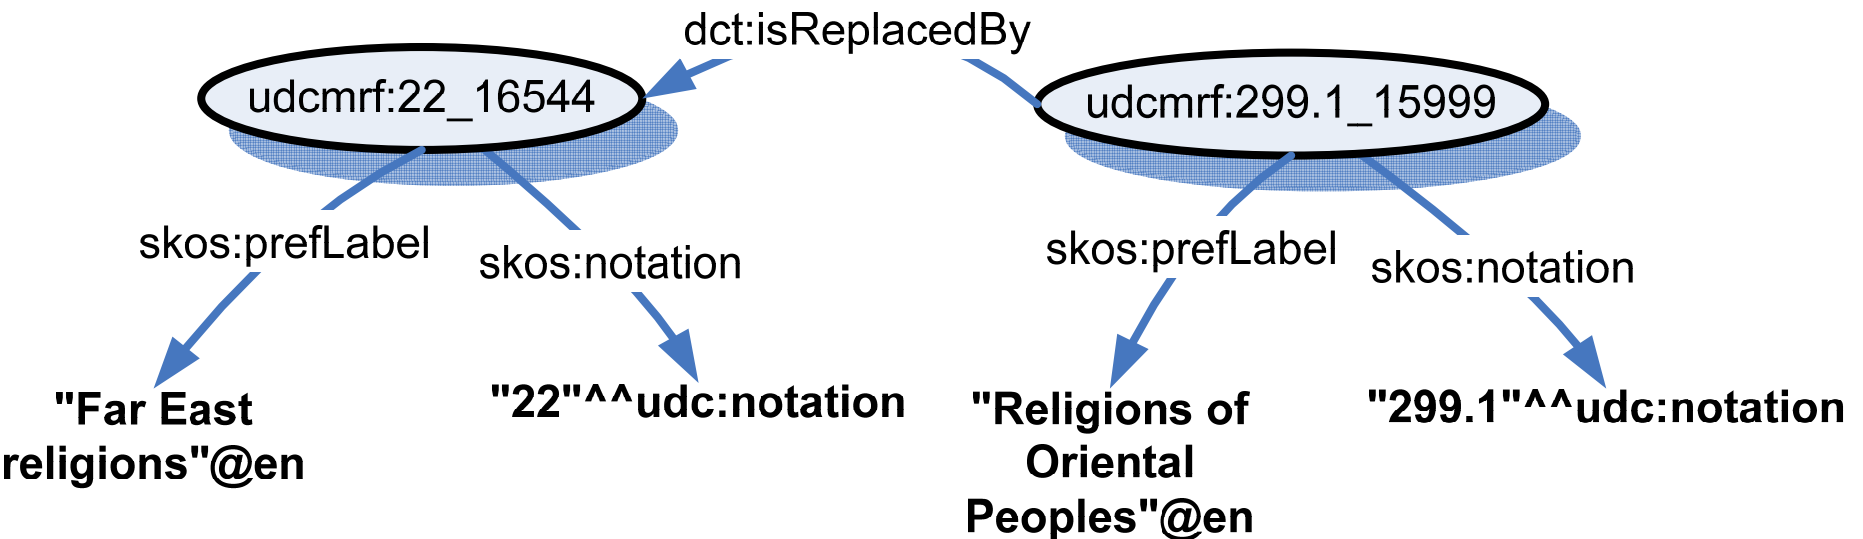 dct:isReplacedBy
udcmrf:22_16544
udcmrf:299.1_15999
skos:prefLabel
skos:notation
skos:prefLabel
skos:notation
"Far East
religions"@en
"22"^^udc:notation
"Religions of
Oriental
Peoples"@en
"299.1"^^udc:notation